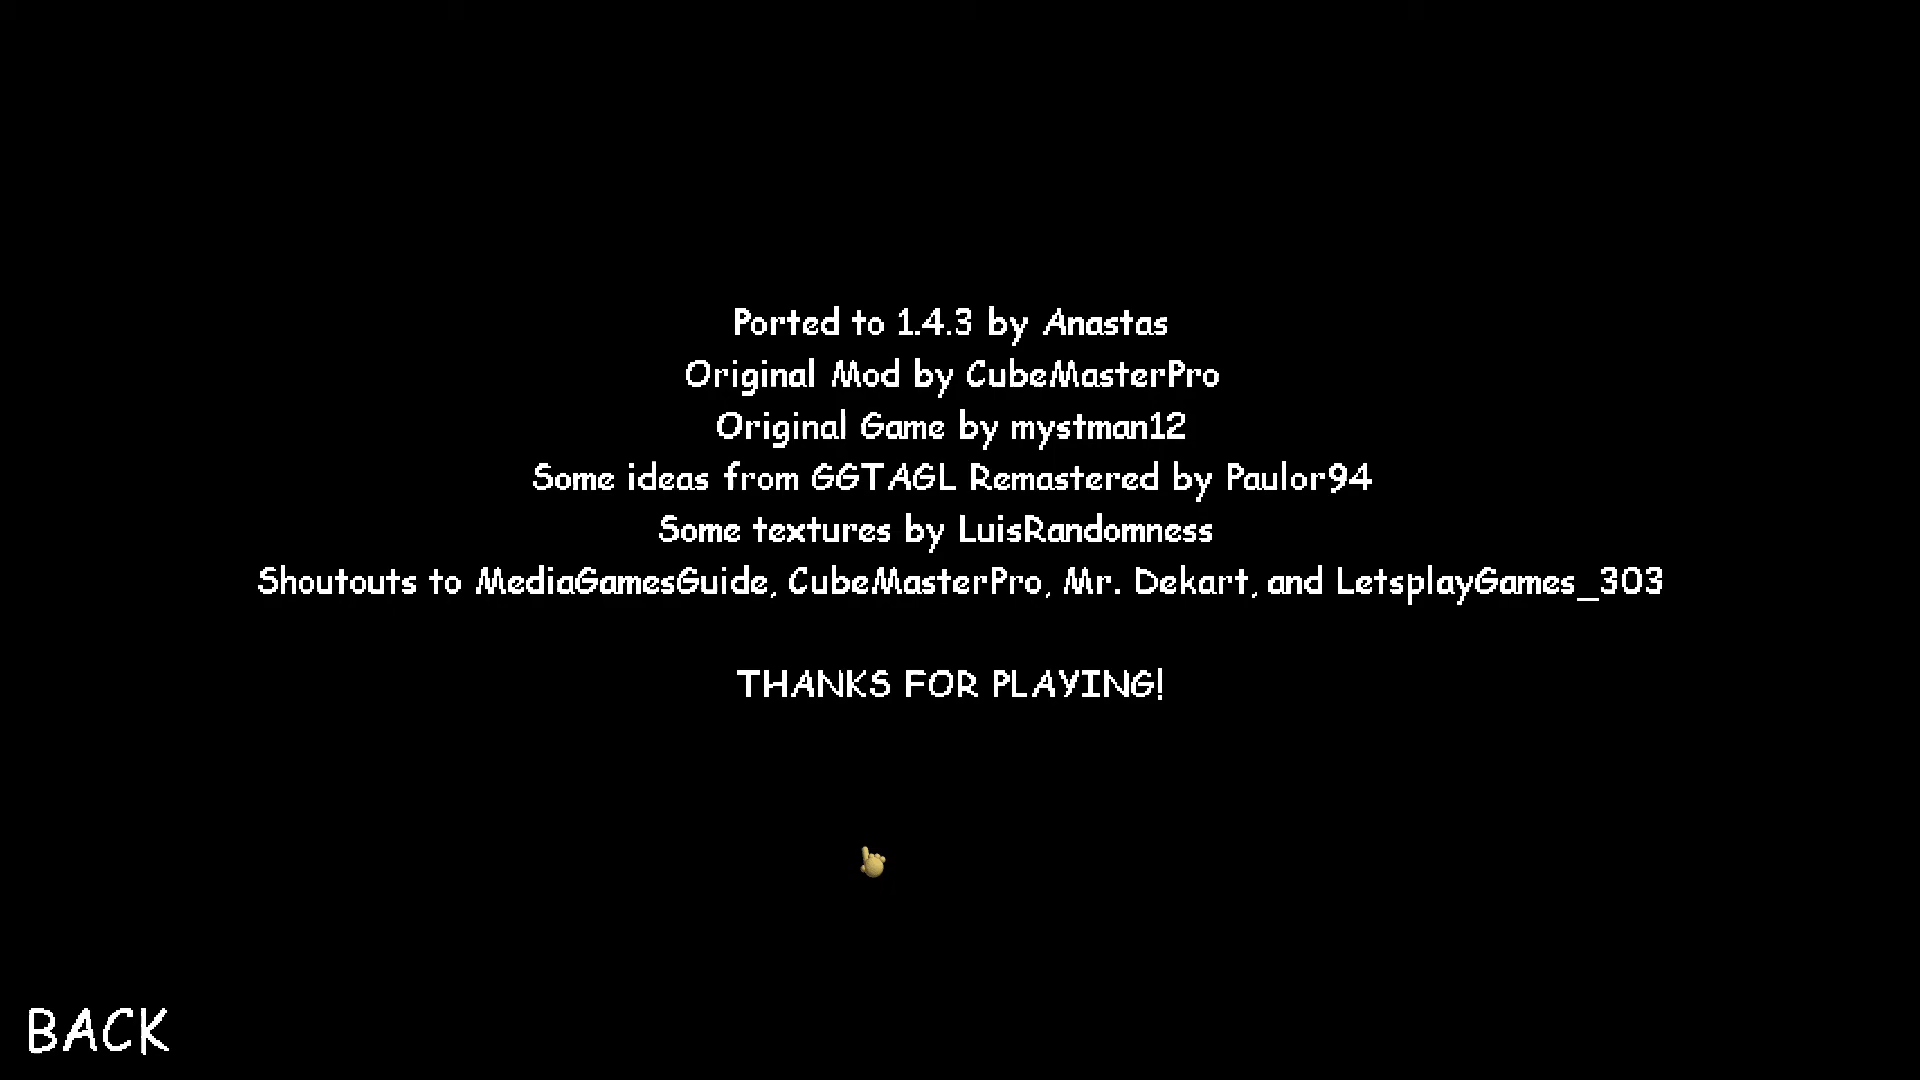 Ported to 1.4.3 by Anastas
Original Mod by CubeMasterPro
Original Game by mystman12
Some ideas from GGTAGL Remastered by Paulor94
Some textures by LuisRandomness
Shoutouts to MediaGamesGuide, CubeMasterPro, Mr. Dekart, and LetsplayGames_303
THANKS FOR PLAYING!
BACK